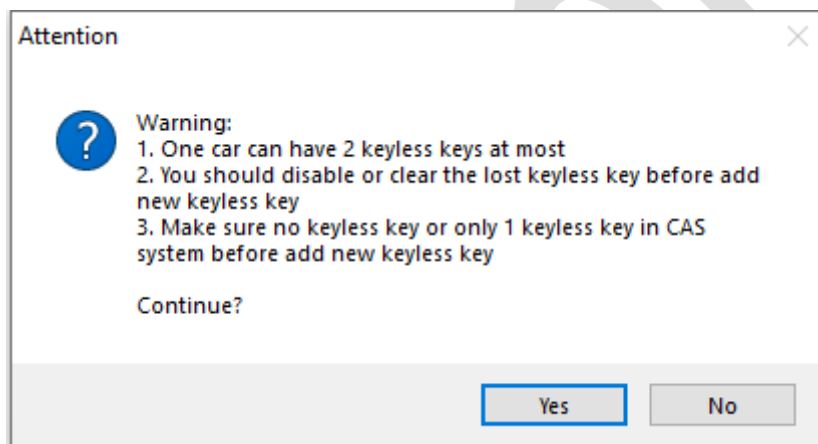 Attention
Warning:
1. One car can have 2 keyless keys at most
2. You should disable or clear the lost keyless key before add
new keyless key
3. Make sure no keyless key or only 1 keyless key in CAS
system before add new keyless key
Continue?
Yes
No